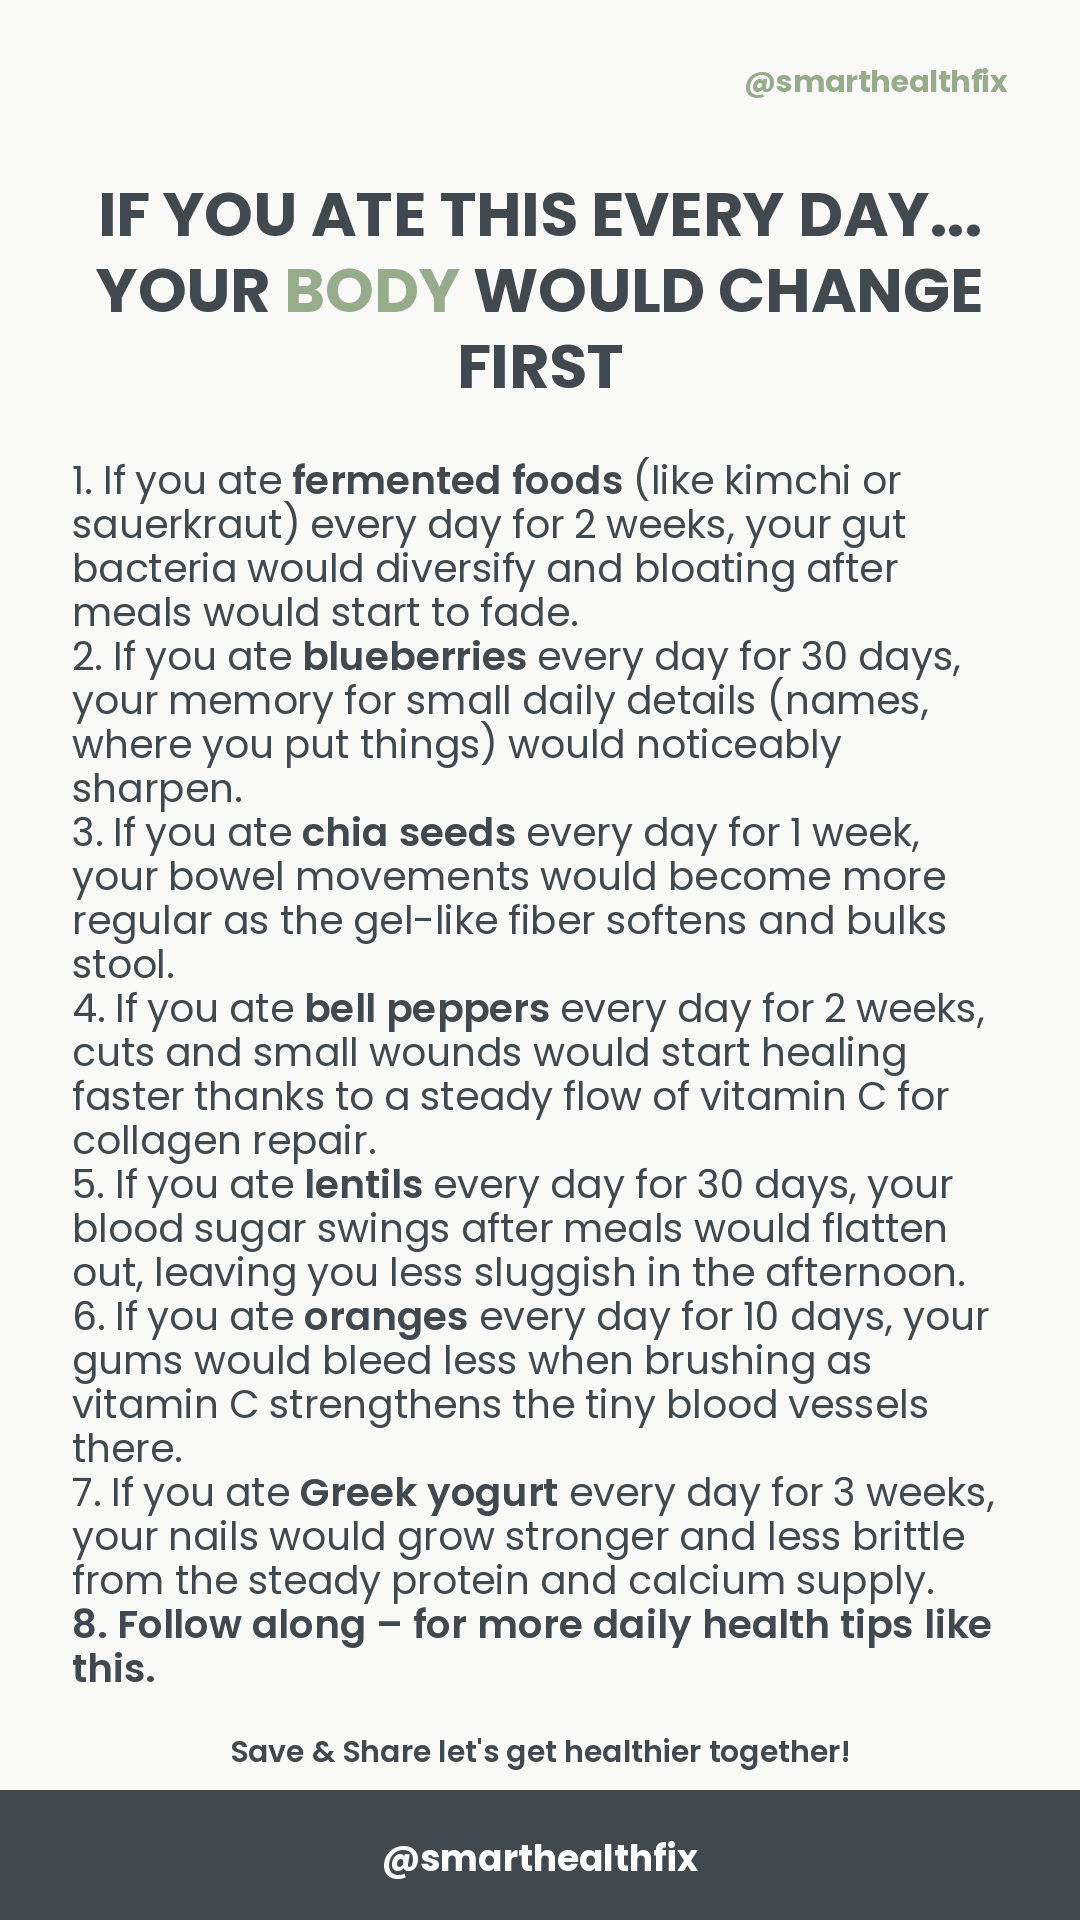 @smarthealthfix
IF YOU ATE THIS EVERY DAY...
YOUR BODY WOULD CHANGE
FIRST
1. If you ate fermented foods (like kimchi or
sauerkraut) every day for 2 weeks, your gut
bacteria would diversify and bloating after
meals would start to fade.
2. If you ate blueberries every day for 30 days,
your memory for small daily details (names,
where you put things) would noticeably
sharpen.
3. If you ate chia seeds every day for 1 week,
your bowel movements would become more
regular as the gel-like fiber softens and bulks
stool.
4. If you ate bell peppers every day for 2 weeks,
cuts and small wounds would start healing
faster thanks to a steady flow of vitamin C for
collagen repair.
5. If you ate lentils every day for 30 days, your
blood sugar swings after meals would flatten
out, leaving you less sluggish in the afternoon.
6. If you ate oranges every day for 10 days, your
gums would bleed less when brushing as
vitamin C strengthens the tiny blood vessels
there.
7. If you ate Greek yogurt every day for 3 weeks,
your nails would grow stronger and less brittle
from the steady protein and calcium supply.
8. Follow along – for more daily health tips like
this.
Save & Share let's get healthier together!
@smarthealthfix